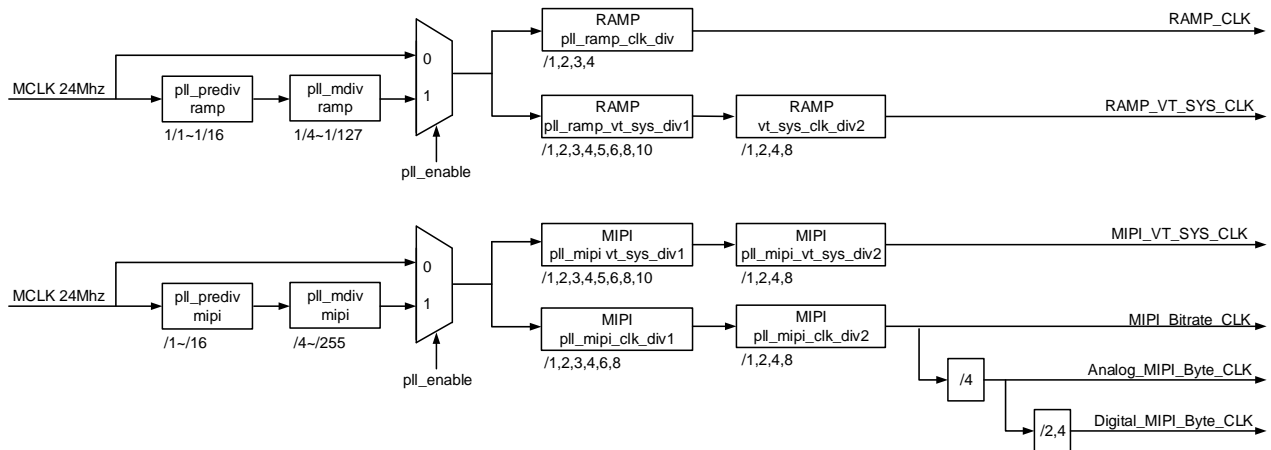 RAMP
pll_ramp_clk_div
RAMP_CLK
/1,2,3,4
0
MCLK 24Mhz
pll_prediv
ramp
pll_mdiv
ramp
1
1/1~1/16
1/4~1/127
pll_enable
RAMP
pll_ramp_vt_sys_div1
RAMP
vt_sys_clk_div2
RAMP_VT_SYS_CLK
/1,2,3,4,5,6,8,10
/1,2,4,8
MIPI
pll_mipi vt_sys_div1
MIPI
pll_mipi_vt_sys_div2
MIPI_VT_SYS_CLK
/1,2,3,4,5,6,8,10
/1,2,4,8
0
MCLK 24Mhz
pll_prediv
mipi
pll_mdiv
mipi
1
/1~/16
/4~/255
pll_enable
MIPI
pll_mipi_clk_div1
MIPI
pll_mipi_clk_div2
MIPI_Bitrate_CLK
/1,2,3,4,6,8
/1,2,4,8
/4
Analog_MIPI_Byte_CLK
/2,4
Digital_MIPI_Byte_CLK